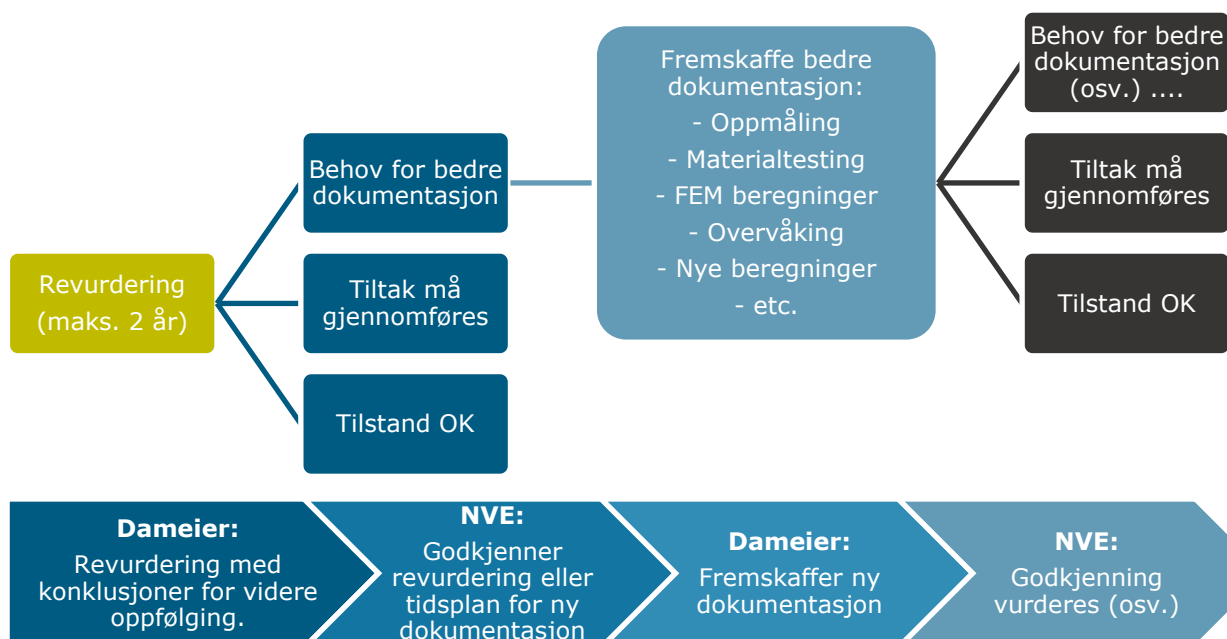 Revurdering
(maks. 2 år)
Behov for bedre
dokumentasjon
Tiltak må
gjennomføres
Tilstand OK
Fremskaffe bedre
dokumentasjon:
- Oppmåling
- Materialtesting
- FEM beregninger
- Overvåking
- Nye beregninger
- etc.
Behov for bedre
dokumentasjon
(osv.) ....
Tiltak må
gjennomføres
Tilstand OK
Dameier:
Revurdering med
konklusjoner for videre
oppfølging.
NVE:
Godkjenner
revurdering eller
tidsplan for ny
dokumentasjon
Dameier:
Fremskaffer ny
dokumentasjon
NVE:
Godkjenning
vurderes (osv.)